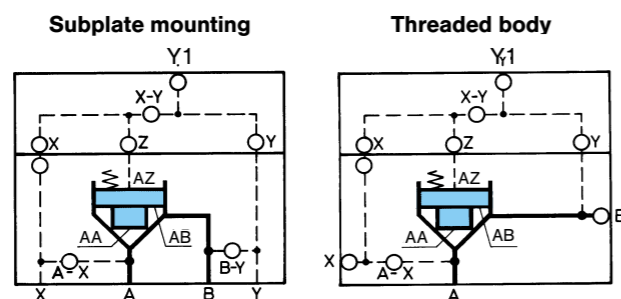 Subplate mounting Threaded body
Y1 Y1
X-Y X-Y
X Z Y X Z
AZ AZ
AA AB AA AB
B
A-X B-Y X A-X
X A B Y A